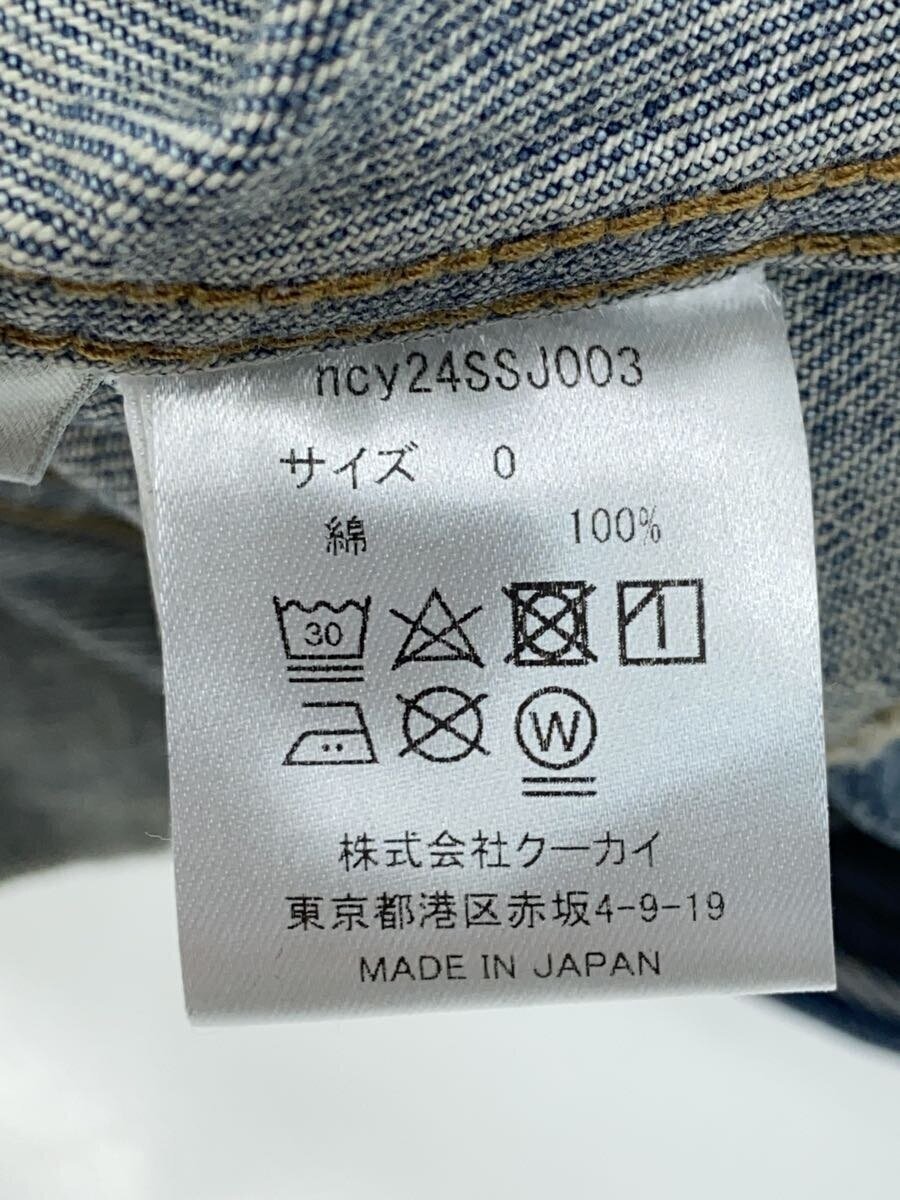 ncy24SSJ003
サイズ 0
綿 100%
30
W
株式会社クーカイ
東京都港区赤坂4-9-19
MADE IN JAPAN